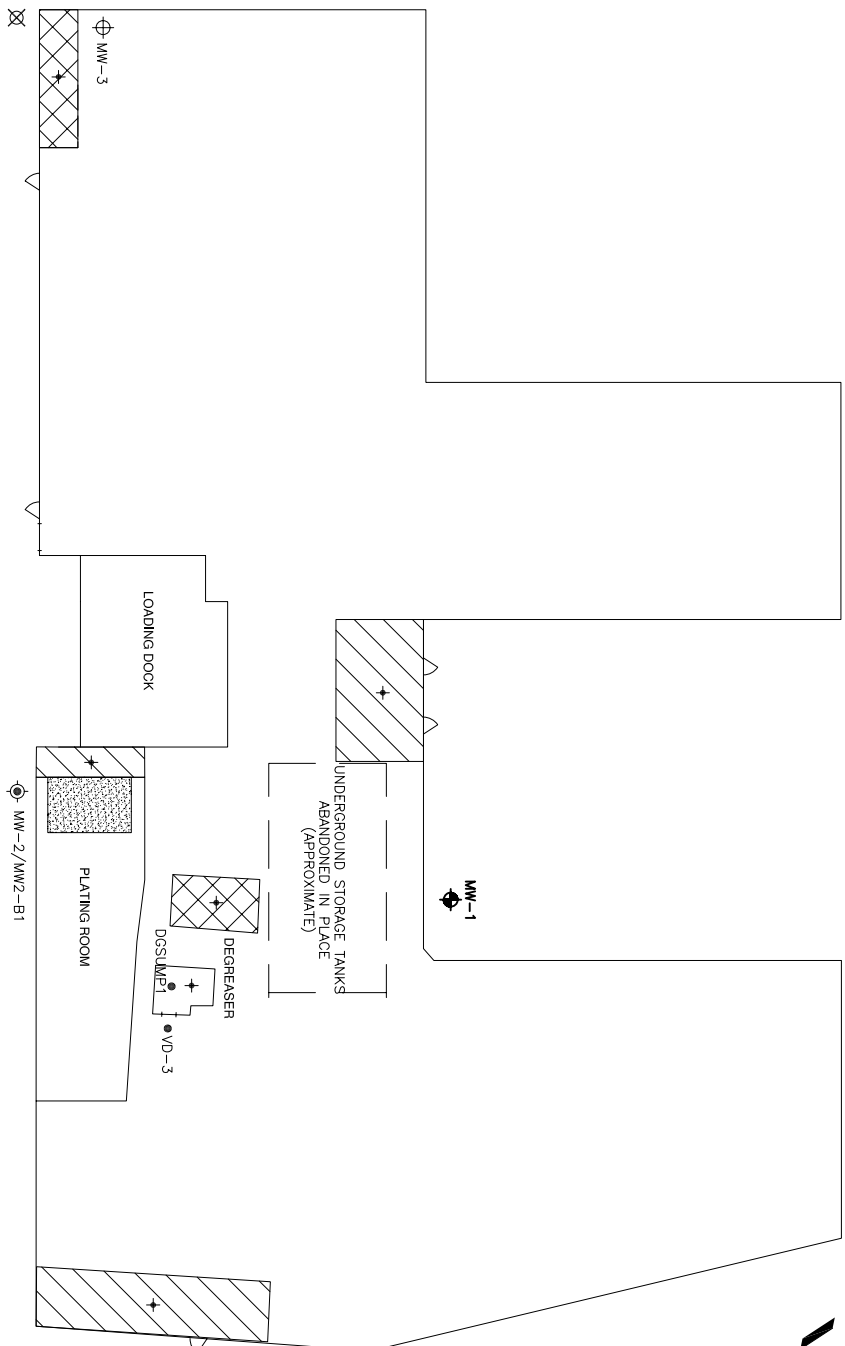 MW-3
LOADING DOCK
UNDERGROUND STORAGE TANKS
ABANDONED IN PLACE
(APPROXIMATE)
MW-1
MW-2/MW2-B1
PLATING ROOM
DEGREASER
DGSUMP1
VD-3